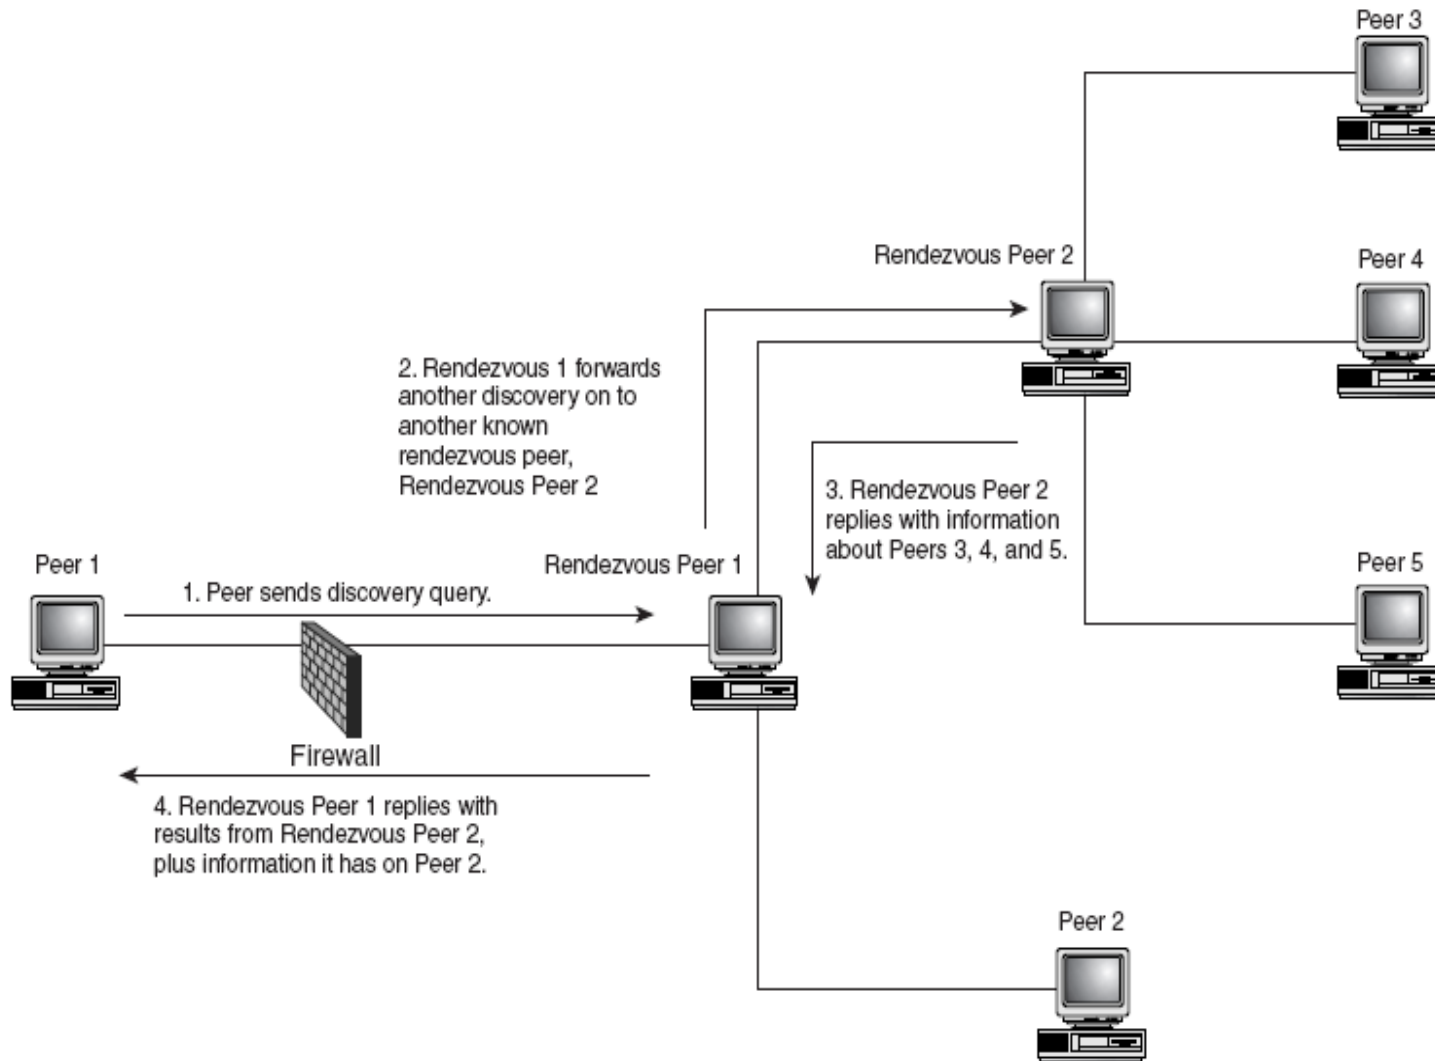 Peer 3
Rendezvous Peer 2
Peer 4
2. Rendezvous 1 forwards
another discovery on to
another known
rendezvous peer,
Rendezvous Peer 2
3. Rendezvous Peer 2
replies with information
about Peers 3, 4, and 5.
Peer 1
Rendezvous Peer 1
Peer 5
1. Peer sends discovery query.
Firewall
4. Rendezvous Peer 1 replies with
results from Rendezvous Peer 2,
plus information it has on Peer 2.
Peer 2